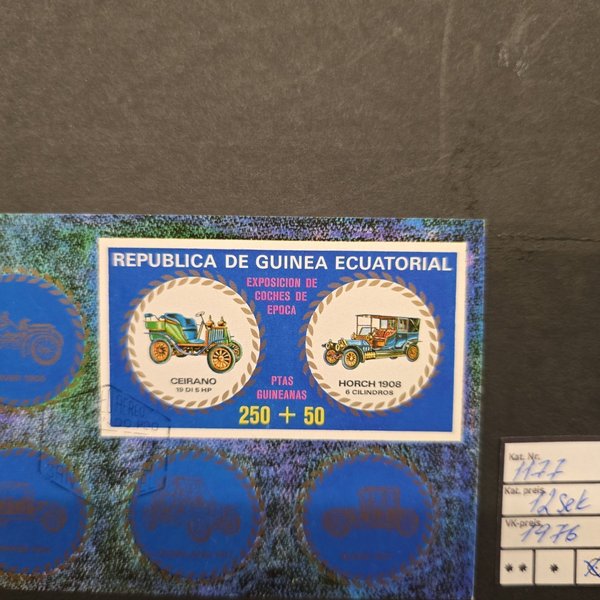 REPUBLICA DE GUINEA ECUATORIAL
EXPOSICION DE
COCHES DE
EPOCA
CEIRANO
19 DI 5 HP
HORCH 1908
6 CILINDROS
PTAS
GUINEANAS
250 + 50
Kat. Nr.
1177
Kat. preis
12 sek
VK-preis
1976
** *